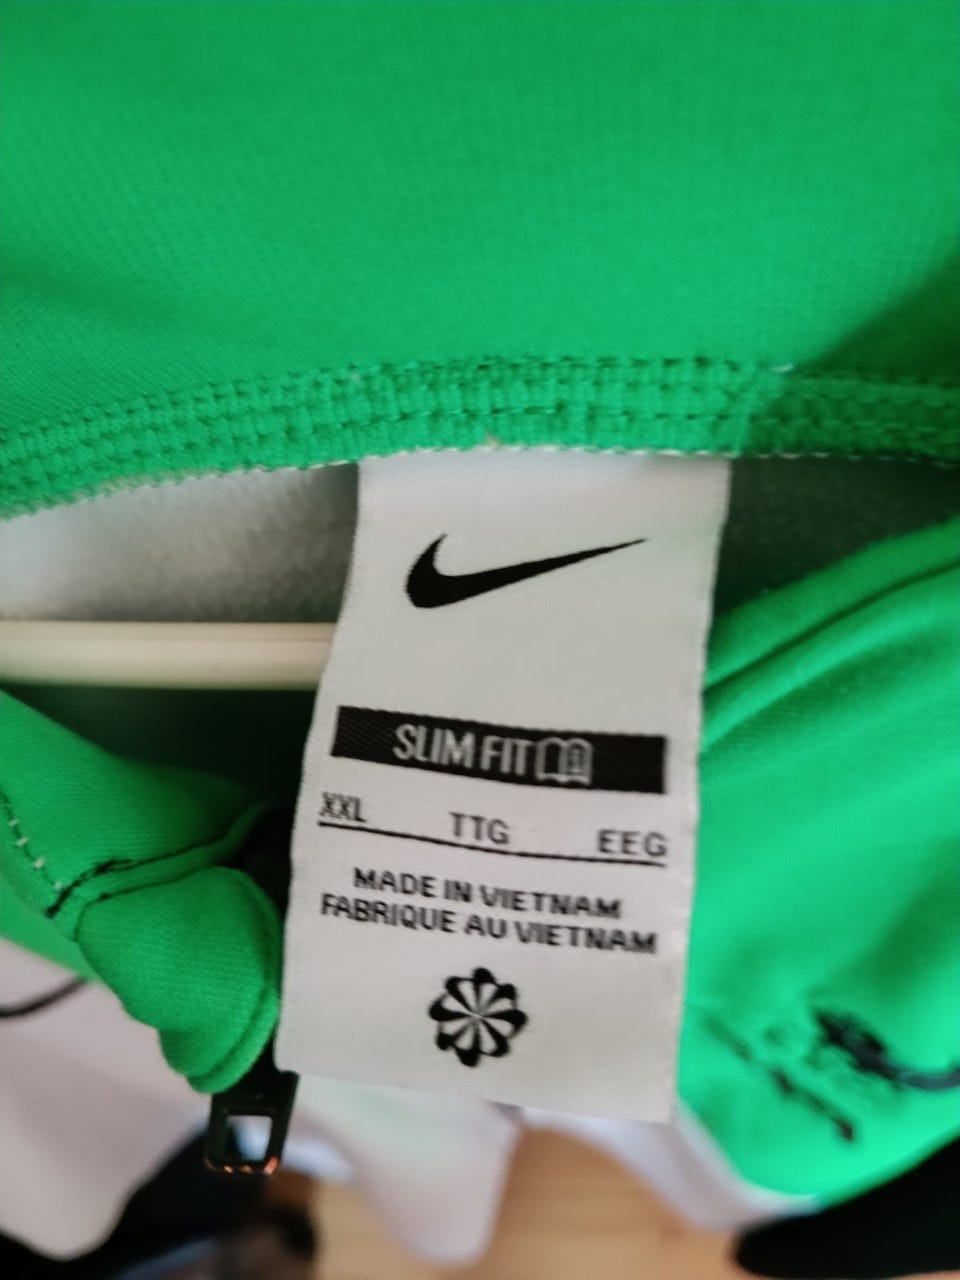 SLIM FIT
XXL TTG EEG
MADE IN VIETNAM
FABRIQUE AU VIETNAM